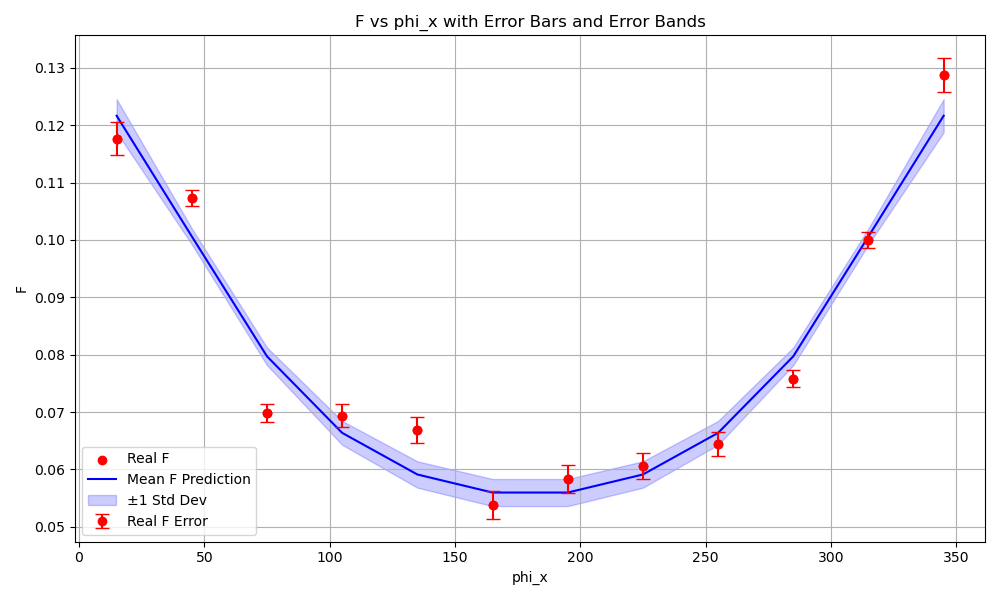 F vs phi_x with Error Bars and Error Bands
F
0.13
0.12
0.11
0.10
0.09
0.08
0.07
0.06
0.05
Real F
Mean F Prediction
±1 Std Dev
Real F Error
0 50 100 150 200 250 300 350
phi_x